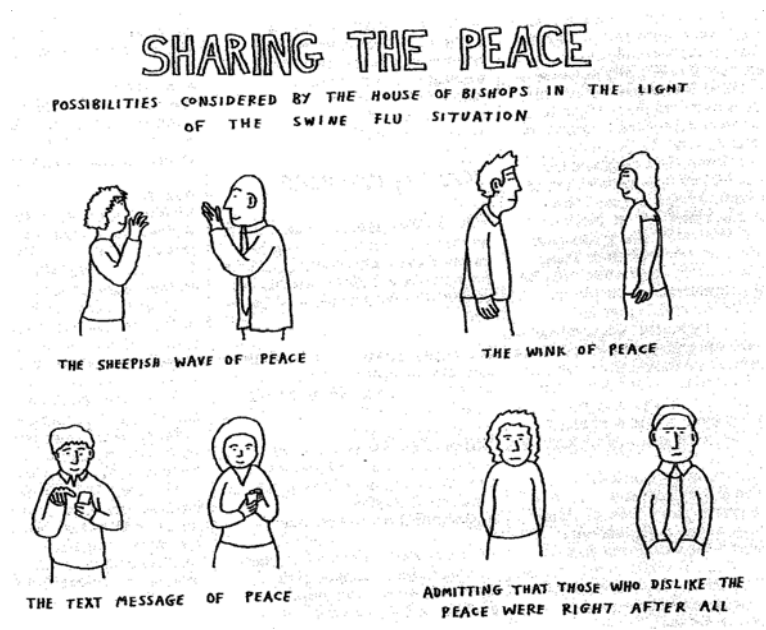 SHARING THE PEACE
POSSIBILITIES CONSIDERED BY THE HOUSE OF BISHOPS IN THE LIGHT
OF THE SWINE FLU SITUATION
THE SHEEPISH WAVE OF PEACE
THE WINK OF PEACE
THE TEXT MESSAGE OF PEACE
ADMITTING THAT THOSE WHO DISLIKE THE
PEACE WERE RIGHT AFTER ALL